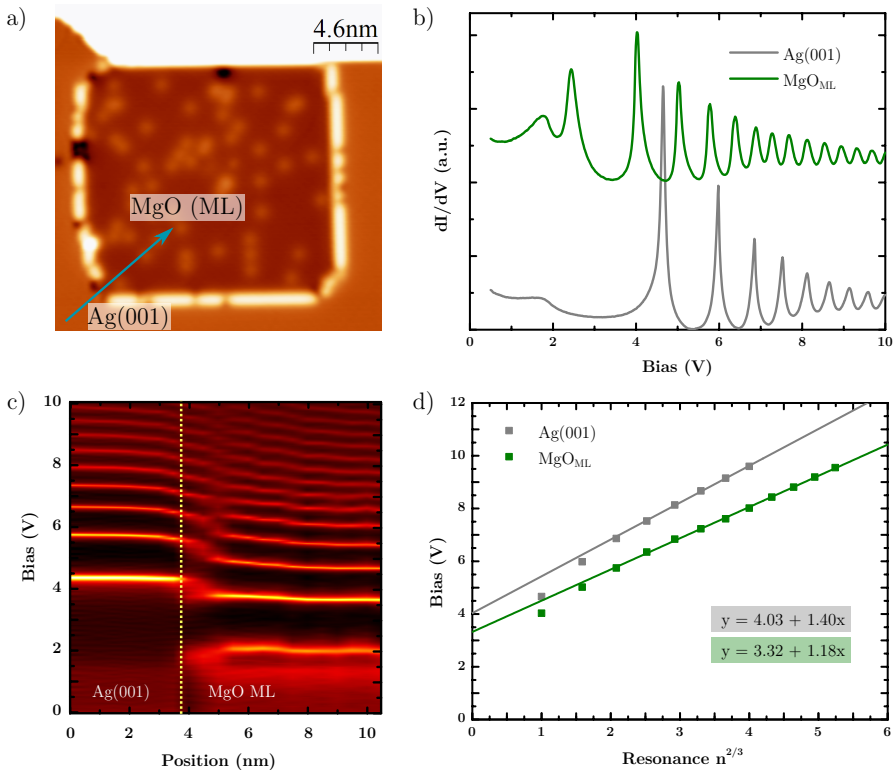 a)
4.6nm
MgO (ML)
Ag(001)
b)
Ag(001)
MgO_ML
dI/dV (a.u.)
0 2 4 6 8 10
Bias (V)
c)
10
8
6
4
2
0
Bias (V)
Ag(001) MgO ML
0 2 4 6 8 10
Position (nm)
d)
12
10
8
6
4
2
0
Bias (V)
Ag(001)
MgO_ML
y = 4.03 + 1.40x
y = 3.32 + 1.18x
0 1 2 3 4 5 6
Resonance n^2/3